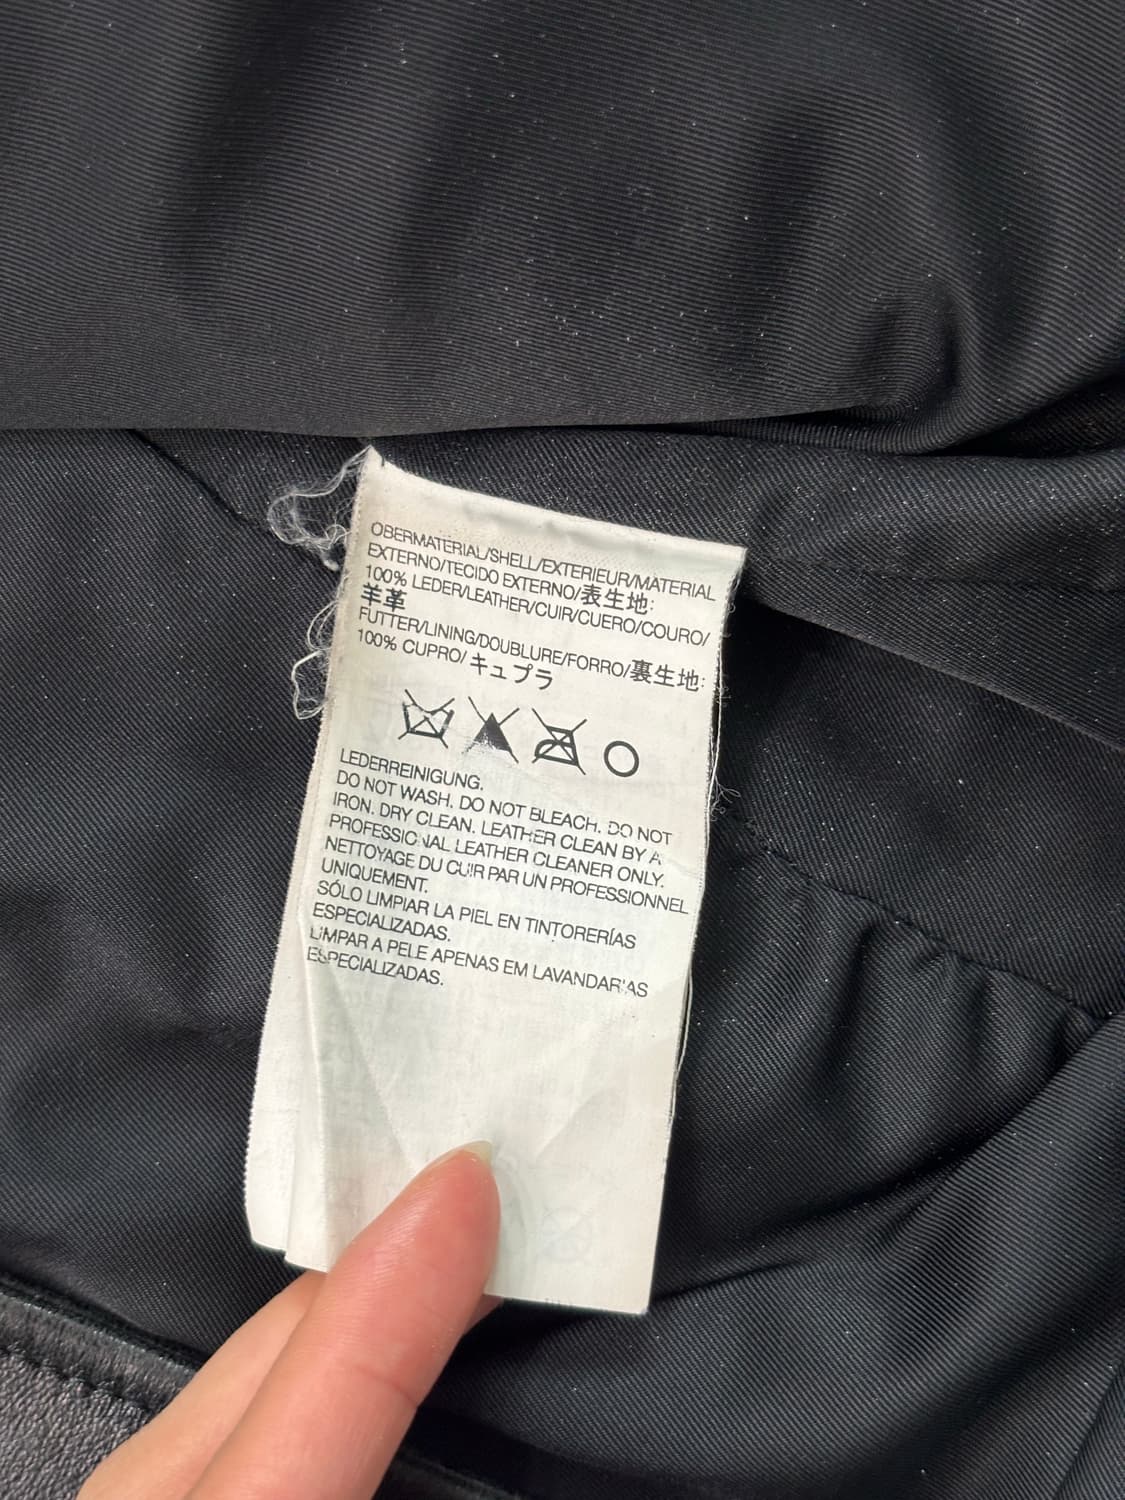 OBERMATERIAL/SHELL/EXTERIEUR/MATERIAL
EXTERNO/TECIDO EXTERNO/表生地:
100% LEDER/LEATHER/CUIR/CUERO/COURO/
羊革
FUTTER/LINING/DOUBLURE/FORRO/裏生地:
100% CUPRO/キュプラ
LEDERREINIGUNG.
DO NOT WASH. DO NOT BLEACH. DO NOT
IRON. DRY CLEAN. LEATHER CLEAN BY A
PROFESSIONAL LEATHER CLEANER ONLY.
NETTOYAGE DU CUIR PAR UN PROFESSIONNEL
UNIQUEMENT.
SÓLO LIMPIAR LA PIEL EN TINTORERÍAS
ESPECIALIZADAS.
LIMPAR A PELE APENAS EM LAVANDARIAS
ESPECIALIZADAS.